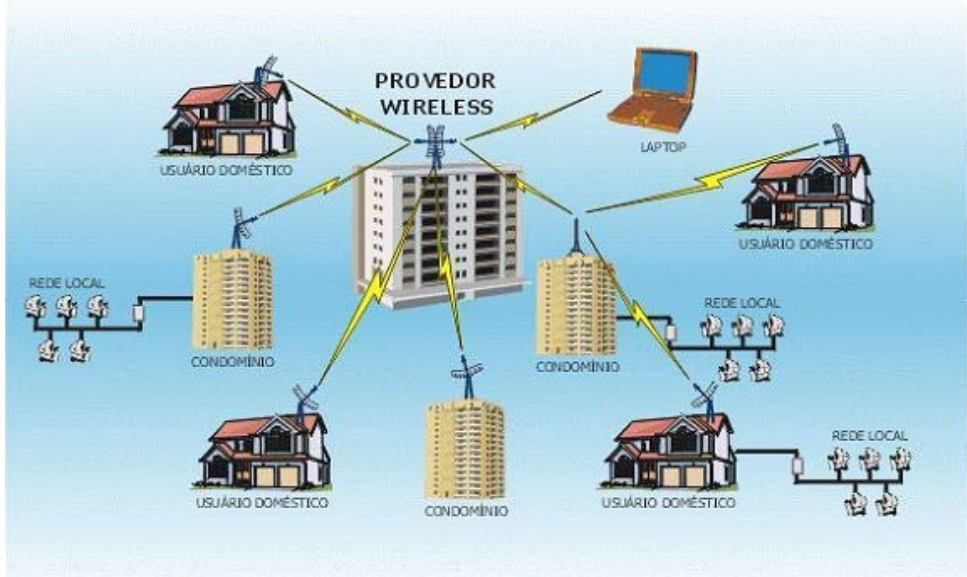 PROVEDOR
WIRELESS
LAPTOP
USUÁRIO DOMÉSTICO
USUÁRIO DOMÉSTICO
REDE LOCAL
REDE LOCAL
CONDOMÍNIO
CONDOMÍNIO
REDE LOCAL
USUÁRIO DOMÉSTICO
CONDOMÍNIO
USUÁRIO DOMÉSTICO